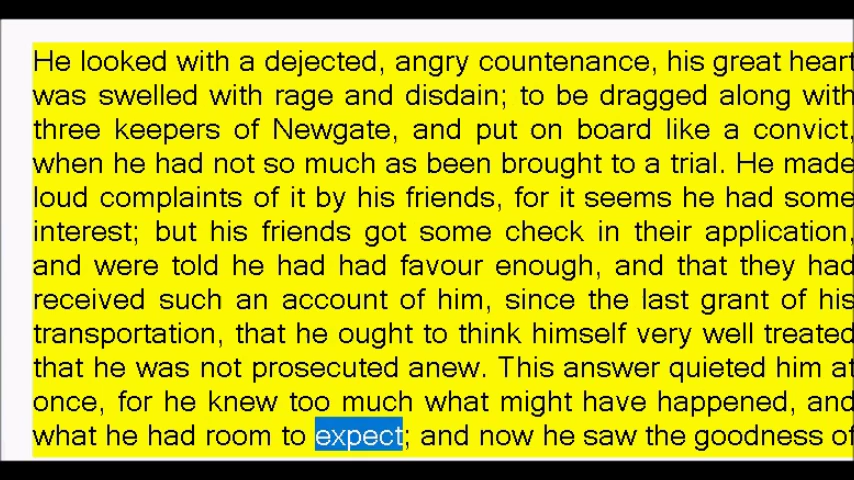 He looked with a dejected, angry countenance, his great heart
was swelled with rage and disdain; to be dragged along with
three keepers of Newgate, and put on board like a convict,
when he had not so much as been brought to a trial. He made
loud complaints of it by his friends, for it seems he had some
interest; but his friends got some check in their application,
and were told he had had favour enough, and that they had
received such an account of him, since the last grant of his
transportation, that he ought to think himself very well treated
that he was not prosecuted anew. This answer quieted him at
once, for he knew too much what might have happened, and
what he had room to expect; and now he saw the goodness of